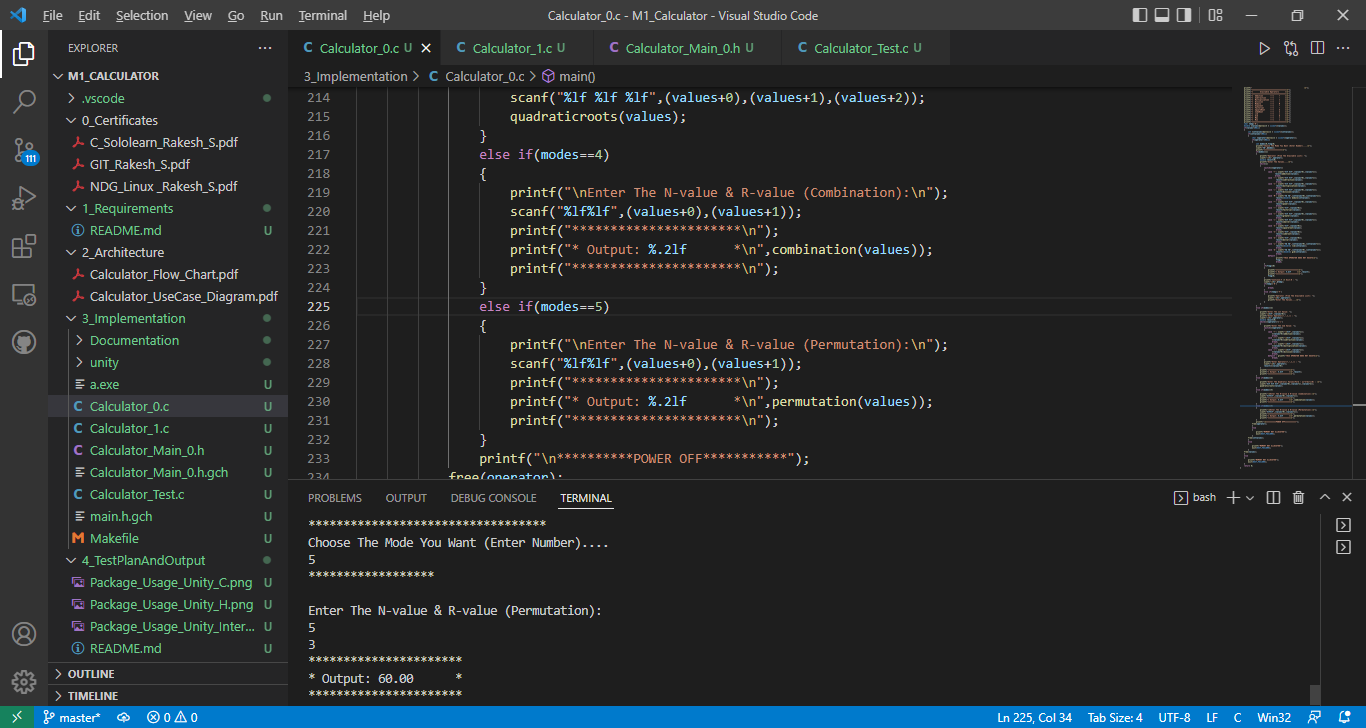 File Edit Selection View Go Run Terminal Help Calculator_0.c - M1_Calculator - Visual Studio Code
EXPLORER ...
M1_CALCULATOR
.vscode
0_Certificates
C_Sololearn_Rakesh_S.pdf
GIT_Rakesh_S.pdf
NDG_Linux _Rakesh_S.pdf
1_Requirements
README.md U
2_Architecture
Calculator_Flow_Chart.pdf
Calculator_UseCase_Diagram.pdf
3_Implementation
Documentation
unity
a.exe U
C Calculator_0.c U
C Calculator_1.c U
C Calculator_Main_0.h U
Calculator_Main_0.h.gch U
C Calculator_Test.c U
main.h.gch U
M Makefile U
4_TestPlanAndOutput
Package_Usage_Unity_C.png U
Package_Usage_Unity_H.png U
Package_Usage_Unity_Inter... U
README.md U
OUTLINE
TIMELINE
111
C Calculator_0.c U C Calculator_1.c U C Calculator_Main_0.h U C Calculator_Test.c U
3_Implementation > C Calculator_0.c > main()
214 scanf("%lf %lf %lf",(values+0),(values+1),(values+2));
215 quadraticroots(values);
216 }
217 else if(modes==4)
218 {
219 printf("\nEnter The N-value & R-value (Combination):\n");
220 scanf("%lf%lf",(values+0),(values+1));
221 printf("**********************\n");
222 printf("* Output: %.2lf      *\n",combination(values));
223 printf("**********************\n");
224 }
225 else if(modes==5)
226 {
227 printf("\nEnter The N-value & R-value (Permutation):\n");
228 scanf("%lf%lf",(values+0),(values+1));
229 printf("**********************\n");
230 printf("* Output: %.2lf      *\n",permutation(values));
231 printf("**********************\n");
232 }
233 printf("\n**********POWER OFF***********");
234 free(operator);
PROBLEMS OUTPUT DEBUG CONSOLE TERMINAL bash
**********************************
Choose The Mode You Want (Enter Number)....
5
******************
Enter The N-value & R-value (Permutation):
5
3
**********************
* Output: 60.00      *
**********************
master* 0 0 Ln 225, Col 34 Tab Size: 4 UTF-8 LF C Win32